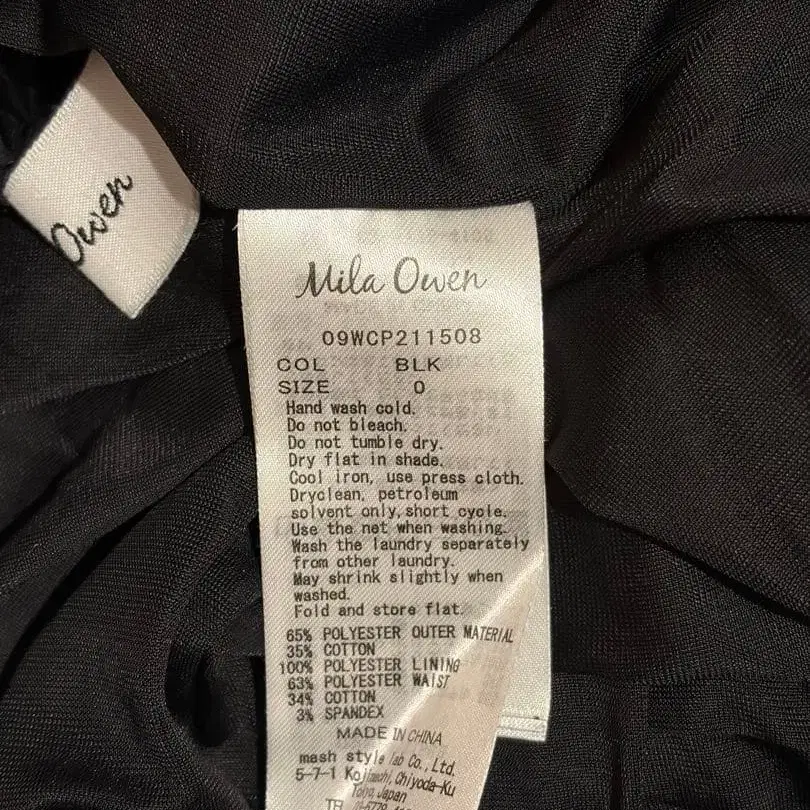 Owen
Mila Owen
09WCP211508
COL BLK
SIZE 0
Hand wash cold.
Do not bleach.
Do not tumble dry.
Dry flat in shade.
Cool iron, use press cloth.
Dryclean, petroleum
solvent only,short cycle.
Use the net when washing.
Wash the laundry separately
from other laundry.
May shrink slightly when
washed.
Fold and store flat.
65% POLYESTER OUTER MATERIAL
35% COTTON
100% POLYESTER LINING
63% POLYESTER WAIST
34% COTTON
3% SPANDEX
MADE IN CHINA
mash style lab Co., Ltd.
5-7-1 Kojimachi, Chiyoda-Ku
Japan